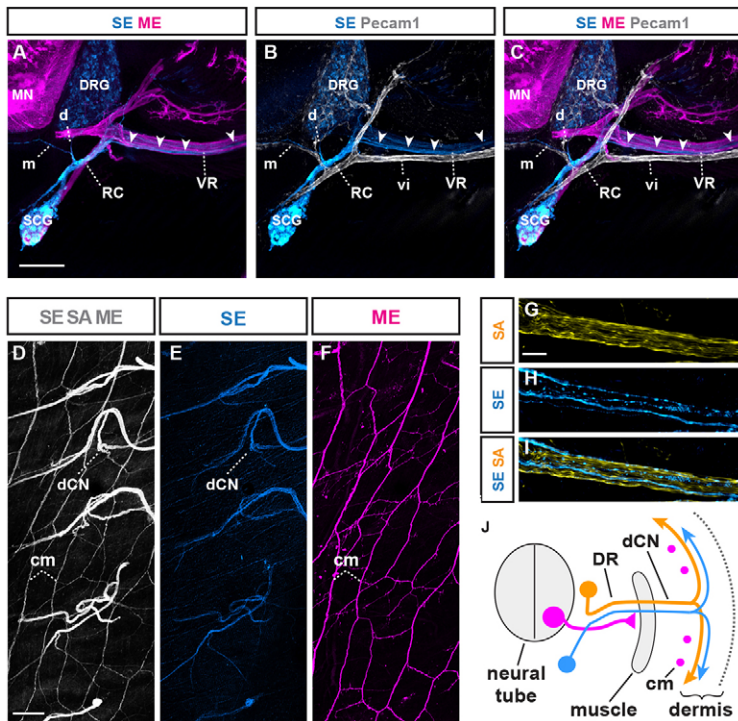 SE ME
SE Pecam1
SE ME Pecam1
A
DRG
MN
d
m
RC
VR
SCG
B
DRG
d
m
RC
vi
VR
SCG
C
DRG
MN
d
m
RC
vi
VR
SCG
SE SA ME
SE
ME
D
dCN
cm
E
dCN
F
cm
SA
G
SE
H
SE SA
I
J
dCN
DR
neural
tube
muscle
cm
dermis